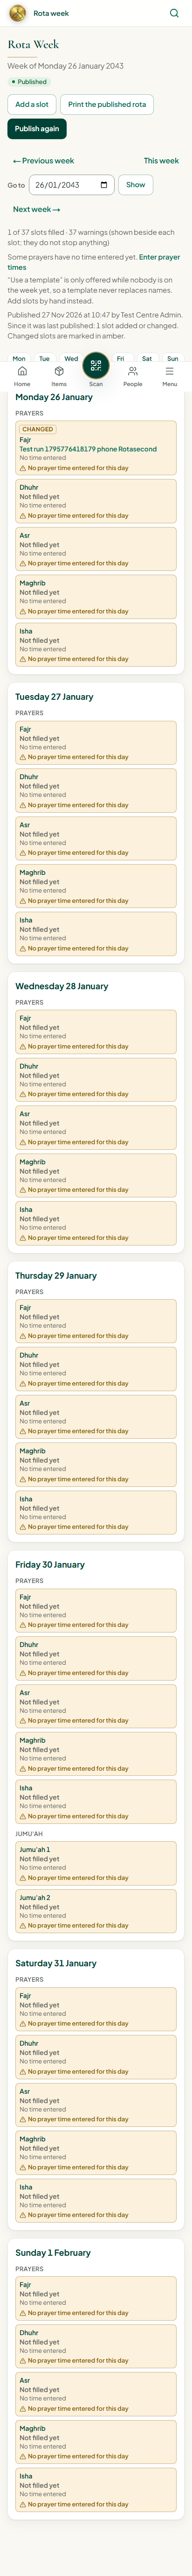 Rota week
Rota Week
Week of Monday 26 January 2043
Published
Add a slot
Print the published rota
Publish again
← Previous week
This week
Go to
26/01/2043
Show
Next week →
1 of 37 slots filled · 37 warnings (shown beside each slot; they do not stop anything)
Some prayers have no time entered yet. Enter prayer times
"Use a template" is only offered while nobody is on the week yet, so a template never replaces names. Add slots by hand instead.
Published 27 Nov 2026 at 10:47 by Test Centre Admin. Since it was last published: 1 slot added or changed. Changed slots are marked in amber.
Mon
Tue
Wed
Fri
Sat
Sun
Home
Items
Scan
People
Menu
Monday 26 January
PRAYERS
CHANGED
Fajr
Test run 1795776418179 phone Rotasecond
No time entered
No prayer time entered for this day
Dhuhr
Not filled yet
No time entered
No prayer time entered for this day
Asr
Not filled yet
No time entered
No prayer time entered for this day
Maghrib
Not filled yet
No time entered
No prayer time entered for this day
Isha
Not filled yet
No time entered
No prayer time entered for this day
Tuesday 27 January
PRAYERS
Fajr
Not filled yet
No time entered
No prayer time entered for this day
Dhuhr
Not filled yet
No time entered
No prayer time entered for this day
Asr
Not filled yet
No time entered
No prayer time entered for this day
Maghrib
Not filled yet
No time entered
No prayer time entered for this day
Isha
Not filled yet
No time entered
No prayer time entered for this day
Wednesday 28 January
PRAYERS
Fajr
Not filled yet
No time entered
No prayer time entered for this day
Dhuhr
Not filled yet
No time entered
No prayer time entered for this day
Asr
Not filled yet
No time entered
No prayer time entered for this day
Maghrib
Not filled yet
No time entered
No prayer time entered for this day
Isha
Not filled yet
No time entered
No prayer time entered for this day
Thursday 29 January
PRAYERS
Fajr
Not filled yet
No time entered
No prayer time entered for this day
Dhuhr
Not filled yet
No time entered
No prayer time entered for this day
Asr
Not filled yet
No time entered
No prayer time entered for this day
Maghrib
Not filled yet
No time entered
No prayer time entered for this day
Isha
Not filled yet
No time entered
No prayer time entered for this day
Friday 30 January
PRAYERS
Fajr
Not filled yet
No time entered
No prayer time entered for this day
Dhuhr
Not filled yet
No time entered
No prayer time entered for this day
Asr
Not filled yet
No time entered
No prayer time entered for this day
Maghrib
Not filled yet
No time entered
No prayer time entered for this day
Isha
Not filled yet
No time entered
No prayer time entered for this day
JUMU'AH
Jumu'ah 1
Not filled yet
No time entered
No prayer time entered for this day
Jumu'ah 2
Not filled yet
No time entered
No prayer time entered for this day
Saturday 31 January
PRAYERS
Fajr
Not filled yet
No time entered
No prayer time entered for this day
Dhuhr
Not filled yet
No time entered
No prayer time entered for this day
Asr
Not filled yet
No time entered
No prayer time entered for this day
Maghrib
Not filled yet
No time entered
No prayer time entered for this day
Isha
Not filled yet
No time entered
No prayer time entered for this day
Sunday 1 February
PRAYERS
Fajr
Not filled yet
No time entered
No prayer time entered for this day
Dhuhr
Not filled yet
No time entered
No prayer time entered for this day
Asr
Not filled yet
No time entered
No prayer time entered for this day
Maghrib
Not filled yet
No time entered
No prayer time entered for this day
Isha
Not filled yet
No time entered
No prayer time entered for this day